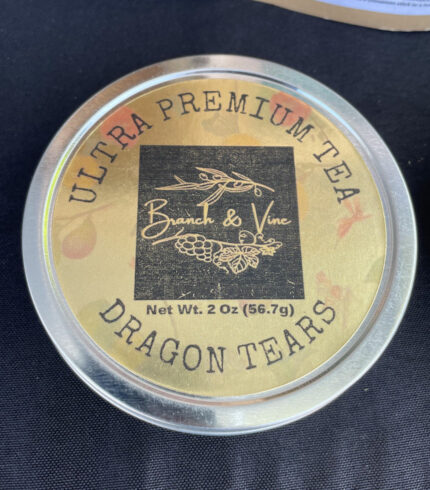 ULTRA PREMIUM TEA
Branch & Vine
Net Wt. 2 Oz (56.7g)
DRAGON TEARS